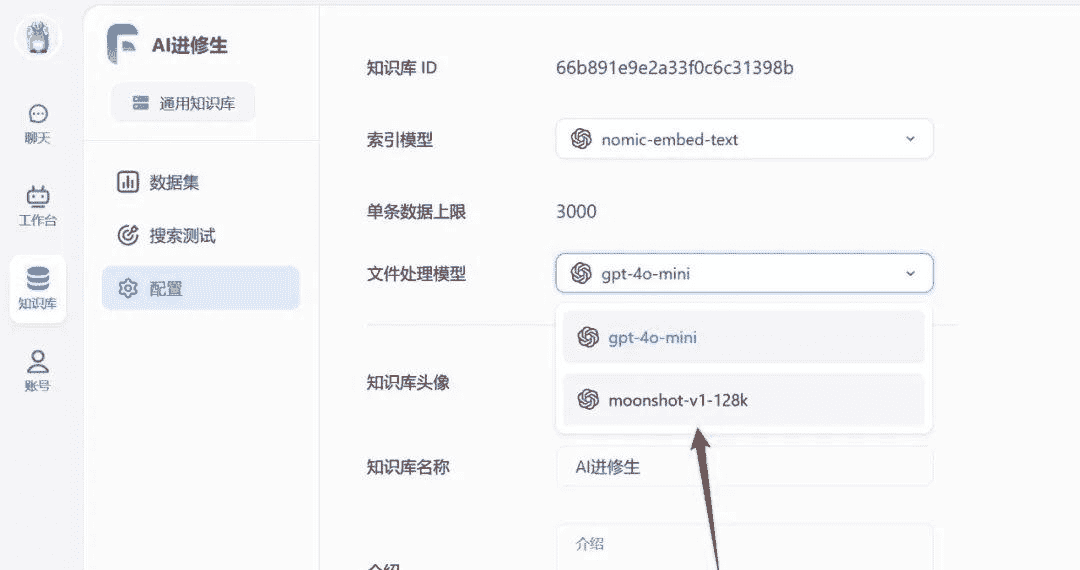 AI进修生
通用知识库
聊天
工作台
知识库
账号
数据集
搜索测试
配置
知识库 ID
66b891e9e2a33f0c6c31398b
索引模型
nomic-embed-text
单条数据上限
3000
文件处理模型
gpt-4o-mini
gpt-4o-mini
moonshot-v1-128k
知识库头像
知识库名称
AI进修生
介绍
介绍